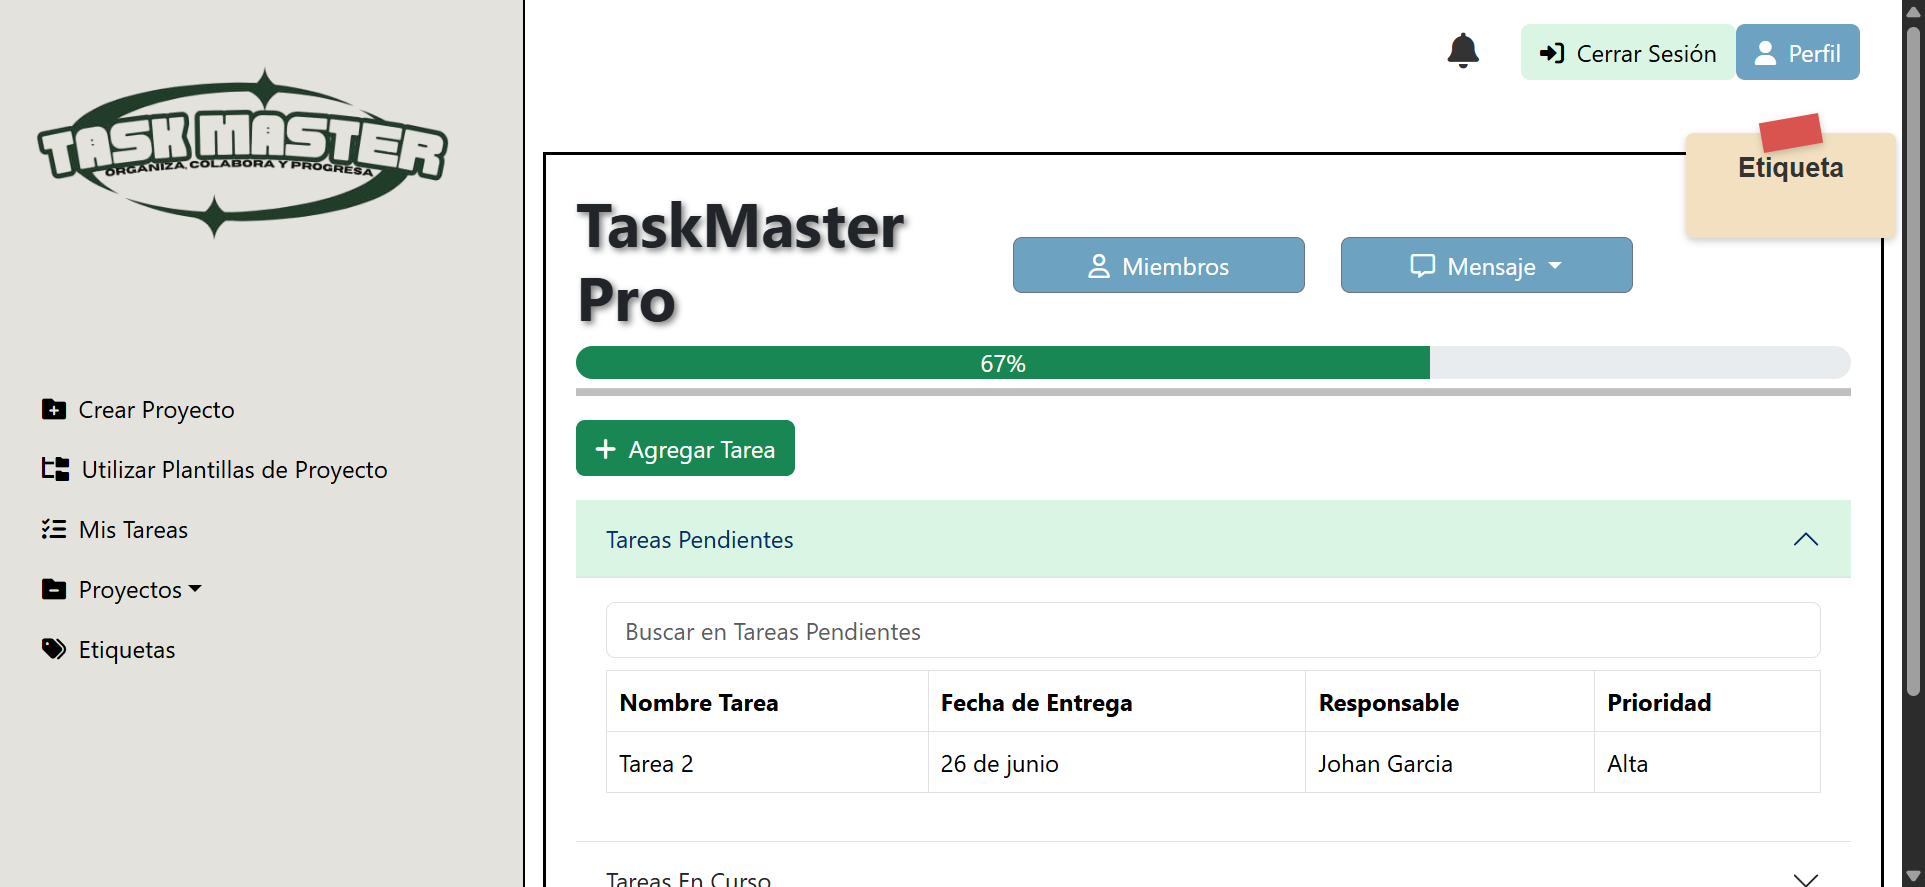 TASK MASTER
ORGANIZA, COLABORA Y PROGRESA
Crear Proyecto
Utilizar Plantillas de Proyecto
Mis Tareas
Proyectos
Etiquetas
Cerrar Sesión
Perfil
Etiqueta
TaskMaster
Pro
Miembros
Mensaje
67%
Agregar Tarea
Tareas Pendientes
Buscar en Tareas Pendientes
Nombre Tarea Fecha de Entrega Responsable Prioridad
Tarea 2 26 de junio Johan Garcia Alta
Tareas En Curso